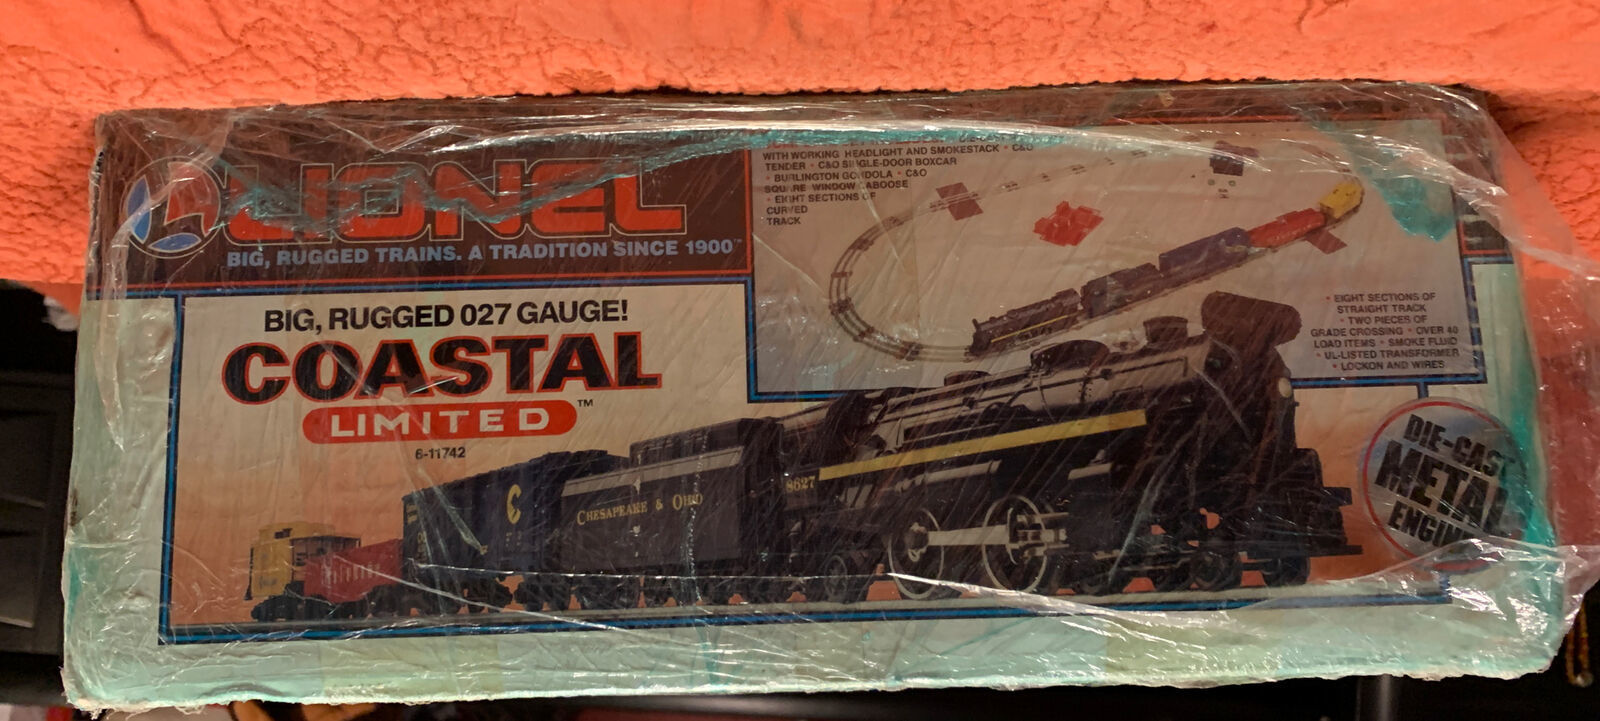 LIONEL
BIG, RUGGED TRAINS. A TRADITION SINCE 1900™
BIG, RUGGED 027 GAUGE!
COASTAL
LIMITED™
6-11742
WITH WORKING HEADLIGHT AND SMOKESTACK • C&O
TENDER • C&O SINGLE-DOOR BOXCAR
• BURLINGTON GONDOLA • C&O
SQUARE WINDOW CABOOSE
• EIGHT SECTIONS OF
CURVED
TRACK
• EIGHT SECTIONS OF
STRAIGHT TRACK
• TWO PIECES OF
GRADE CROSSING • OVER 40
LOAD ITEMS • SMOKE FLUID
• UL-LISTED TRANSFORMER
• LOCKON AND WIRES
DIE-CAST
METAL
ENGINE
CHESAPEAKE & OHIO
8627
C